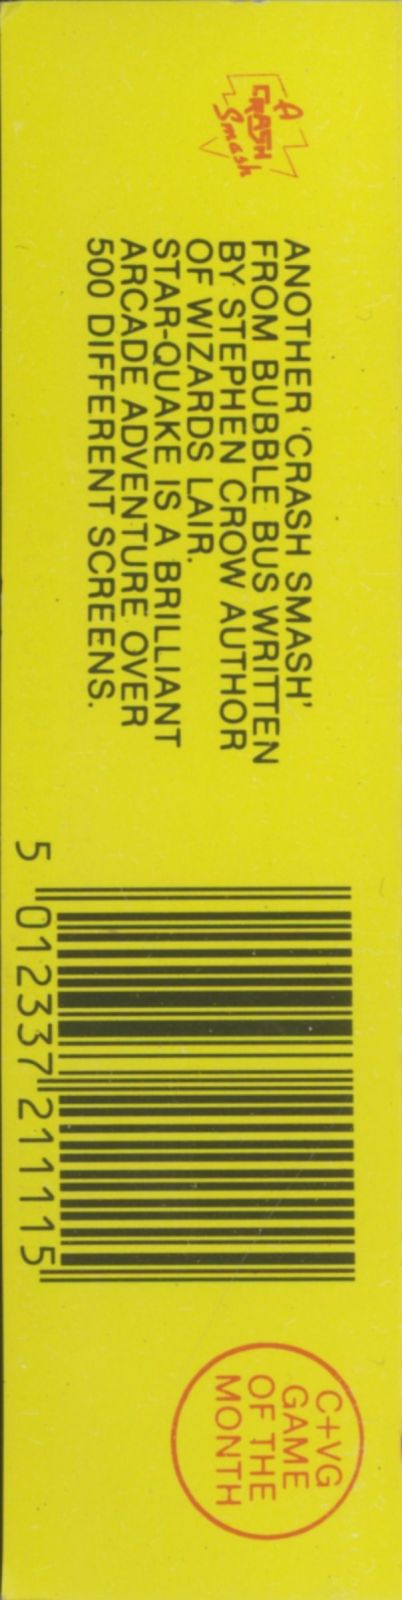 A
CRASH
Smash
ANOTHER 'CRASH SMASH'
FROM BUBBLE BUS WRITTEN
BY STEPHEN CROW AUTHOR
OF WIZARDS LAIR.
STAR-QUAKE IS A BRILLIANT
ARCADE ADVENTURE OVER
500 DIFFERENT SCREENS.
5 012337 211115
C+VG
GAME
OF THE
MONTH